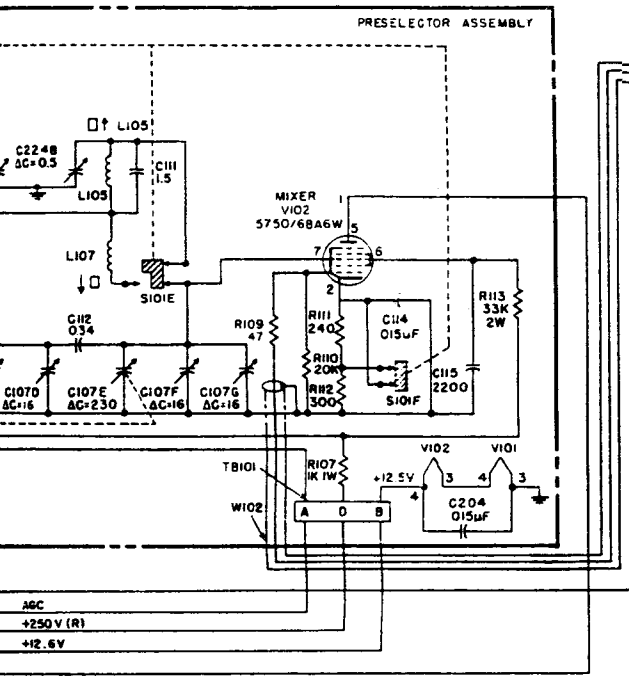 PRESELECTOR ASSEMBLY
L105
C224B
ΔC=0.5
C111
1.5
L105
MIXER
V102
5750/6BA6W
1
5
7
6
2
L107
S101E
R113
33K
2W
C112
034
R109
47
R111
240
C114
.015UF
R110
20K
C115
2200
C107D
ΔC=16
C107E
ΔC=230
C107F
ΔC=16
C107G
ΔC=16
R112
300
S101F
V102
V101
TB101
R107
1K 1W
+12.5V
4
3
4
3
C204
.015µF
W102
A
D
B
AGC
+250V (R)
+12.6V